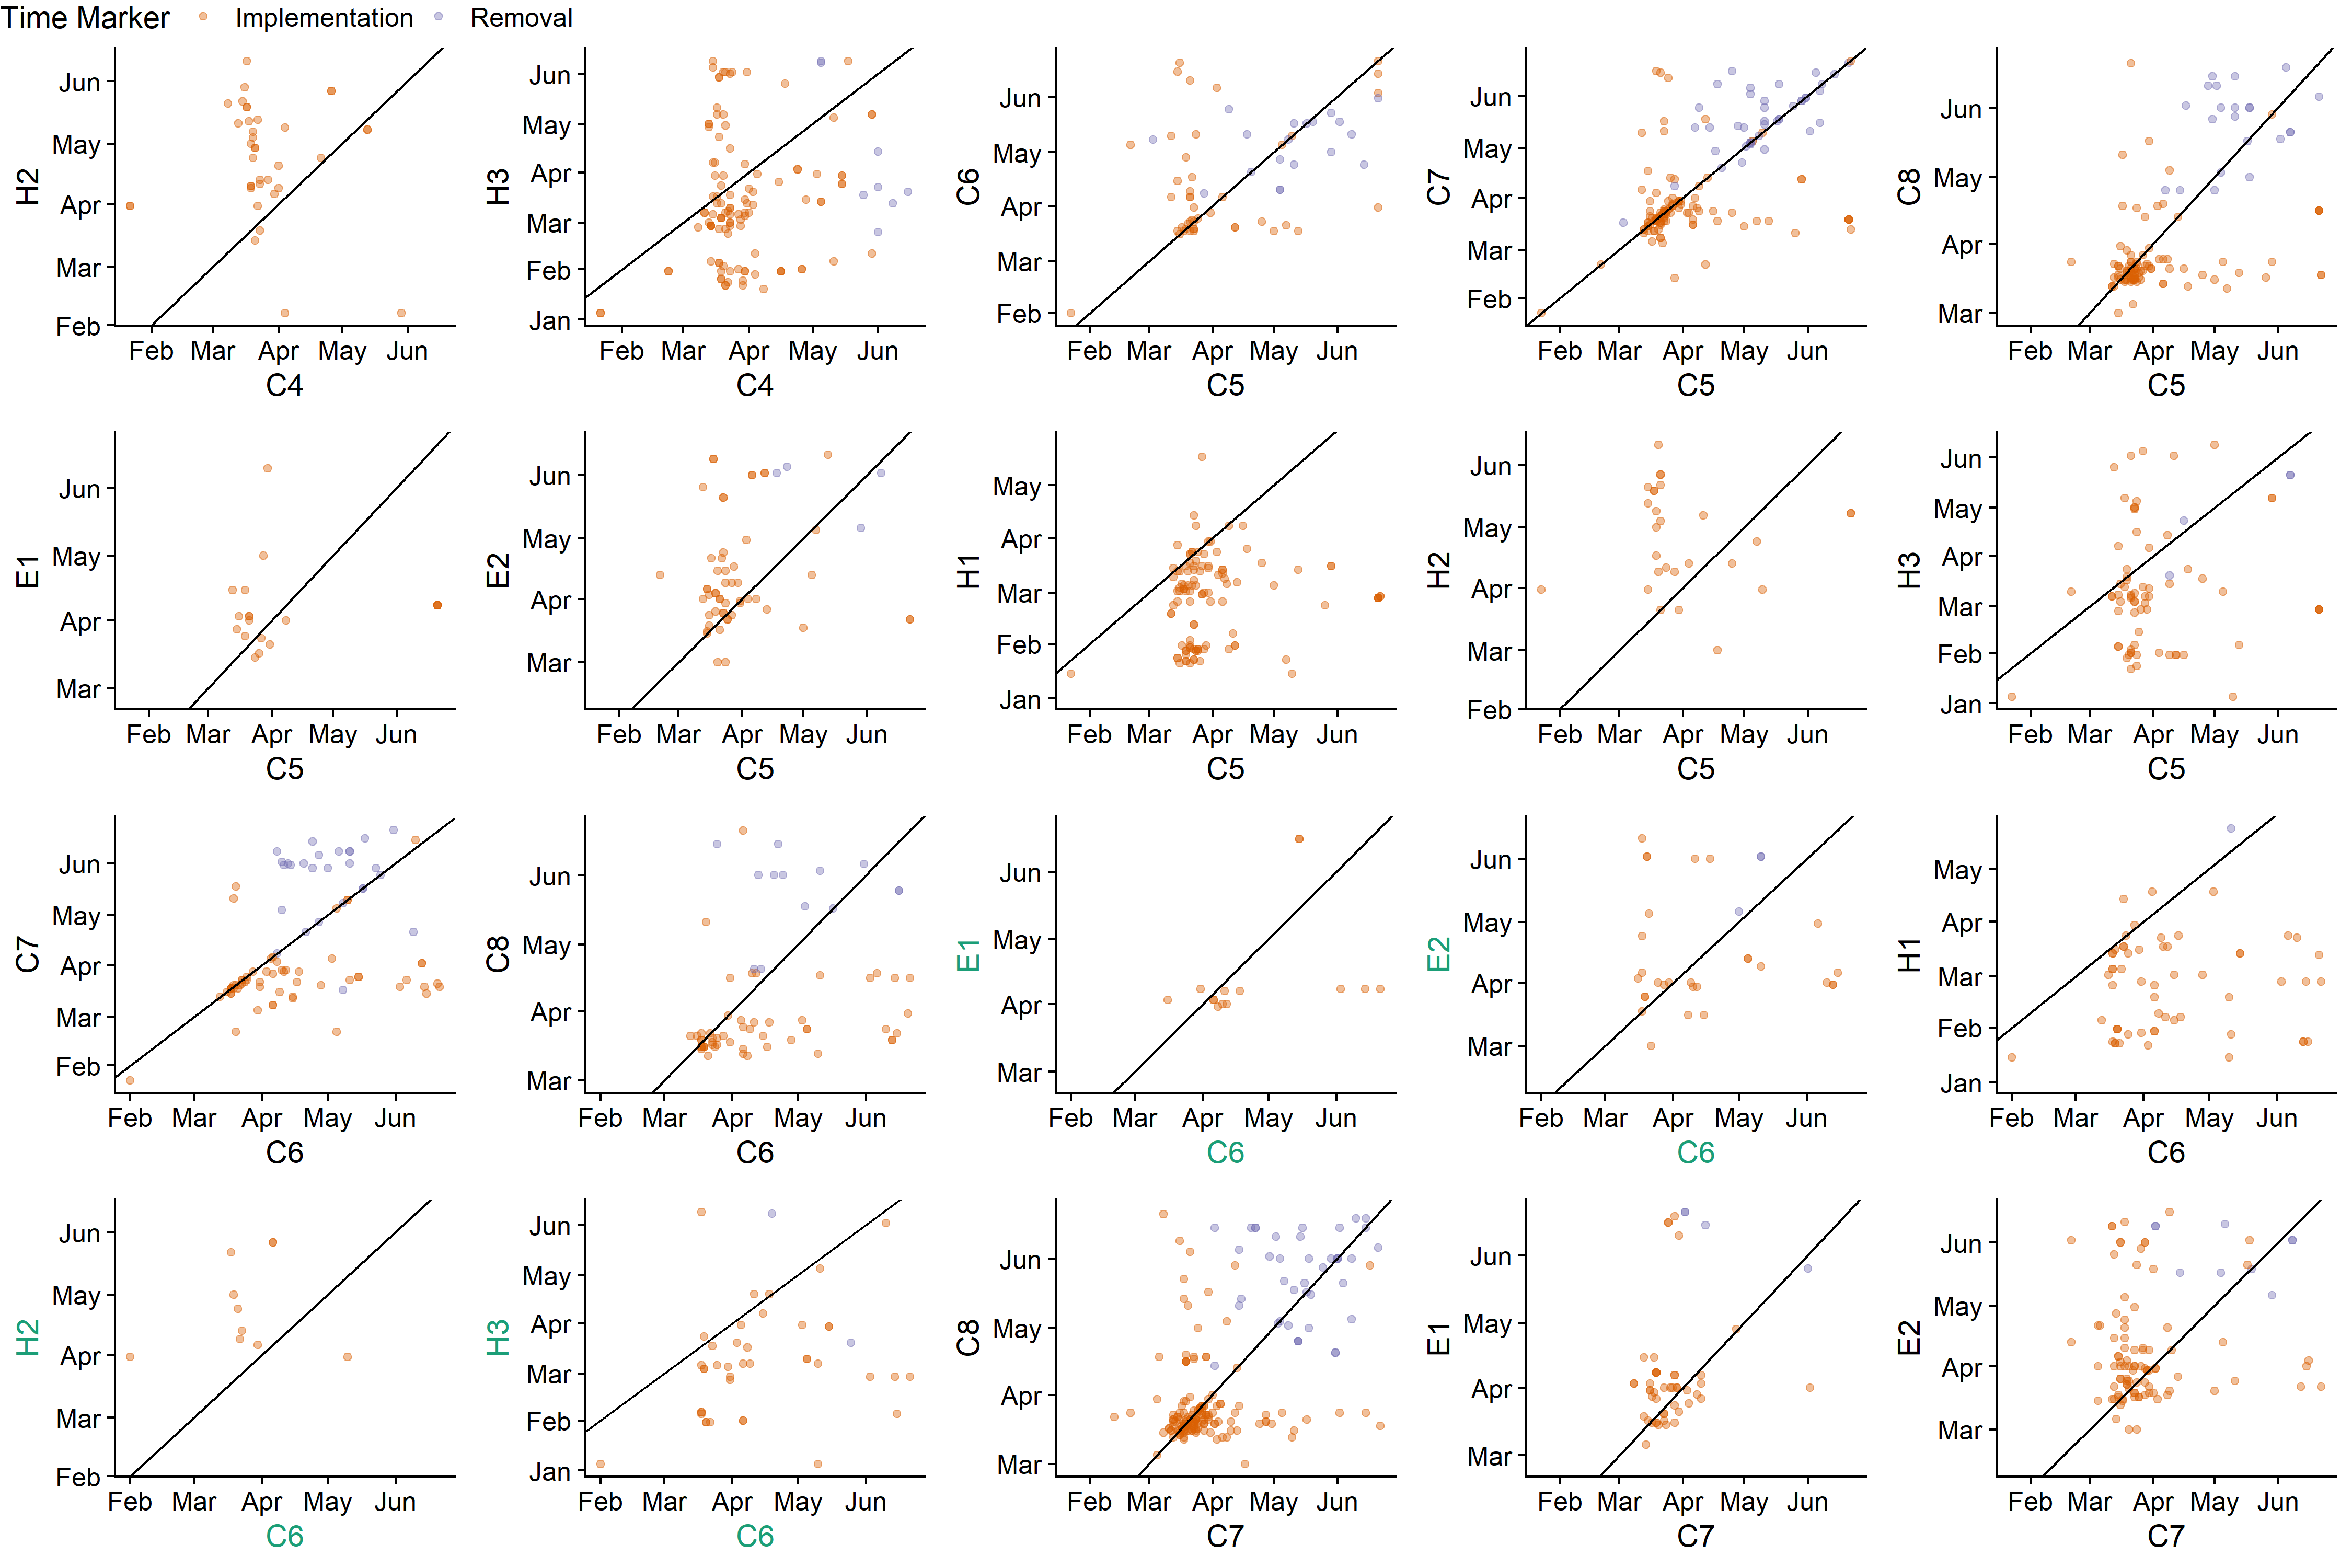 Time Marker Implementation Removal
H2 Jun May Apr Mar Feb
Feb Mar Apr May Jun
C4
H3 Jun May Apr Mar Feb Jan
Feb Mar Apr May Jun
C4
C6 Jun May Apr Mar Feb
Feb Mar Apr May Jun
C5
C7 Jun May Apr Mar Feb
Feb Mar Apr May Jun
C5
C8 Jun May Apr Mar
Feb Mar Apr May Jun
C5
E1 Jun May Apr Mar
Feb Mar Apr May Jun
C5
E2 Jun May Apr Mar
Feb Mar Apr May Jun
C5
H1 May Apr Mar Feb Jan
Feb Mar Apr May Jun
C5
H2 Jun May Apr Mar Feb
Feb Mar Apr May Jun
C5
H3 Jun May Apr Mar Feb Jan
Feb Mar Apr May Jun
C5
C7 Jun May Apr Mar Feb
Feb Mar Apr May Jun
C6
C8 Jun May Apr Mar
Feb Mar Apr May Jun
C6
E1 Jun May Apr Mar
Feb Mar Apr May Jun
C6
E2 Jun May Apr Mar
Feb Mar Apr May Jun
C6
H1 May Apr Mar Feb Jan
Feb Mar Apr May Jun
C6
H2 Jun May Apr Mar Feb
Feb Mar Apr May Jun
C6
H3 Jun May Apr Mar Feb Jan
Feb Mar Apr May Jun
C6
C8 Jun May Apr Mar
Feb Mar Apr May Jun
C7
E1 Jun May Apr Mar
Feb Mar Apr May Jun
C7
E2 Jun May Apr Mar
Feb Mar Apr May Jun
C7